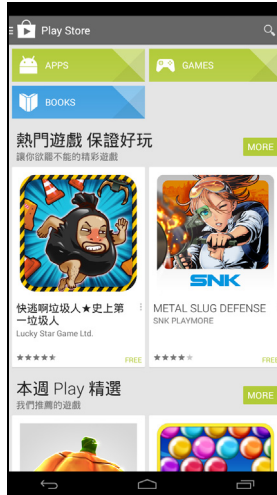 Play Store
APPS
GAMES
BOOKS
熱門遊戲 保證好玩
讓你欲罷不能的精彩遊戲
MORE
SNK
快逃啊垃圾人★史上第
一垃圾人
Lucky Star Game Ltd.
FREE
METAL SLUG DEFENSE
SNK PLAYMORE
FREE
本週 Play 精選
我們推薦的遊戲
MORE